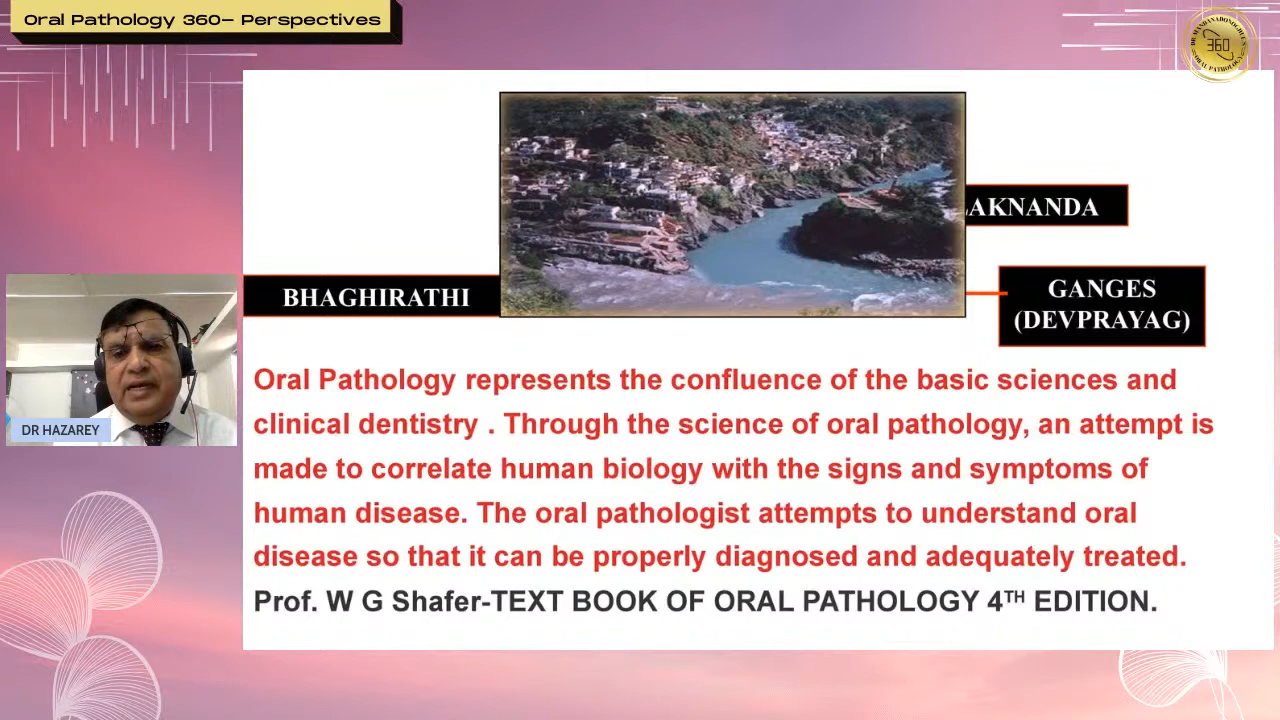 Oral Pathology 360– Perspectives
360
ORAL PATHOLOGY
AKNANDA
BHAGHIRATHI
GANGES
(DEVPRAYAG)
DR HAZAREY
Oral Pathology represents the confluence of the basic sciences and
clinical dentistry . Through the science of oral pathology, an attempt is
made to correlate human biology with the signs and symptoms of
human disease. The oral pathologist attempts to understand oral
disease so that it can be properly diagnosed and adequately treated.
Prof. W G Shafer-TEXT BOOK OF ORAL PATHOLOGY 4TH EDITION.